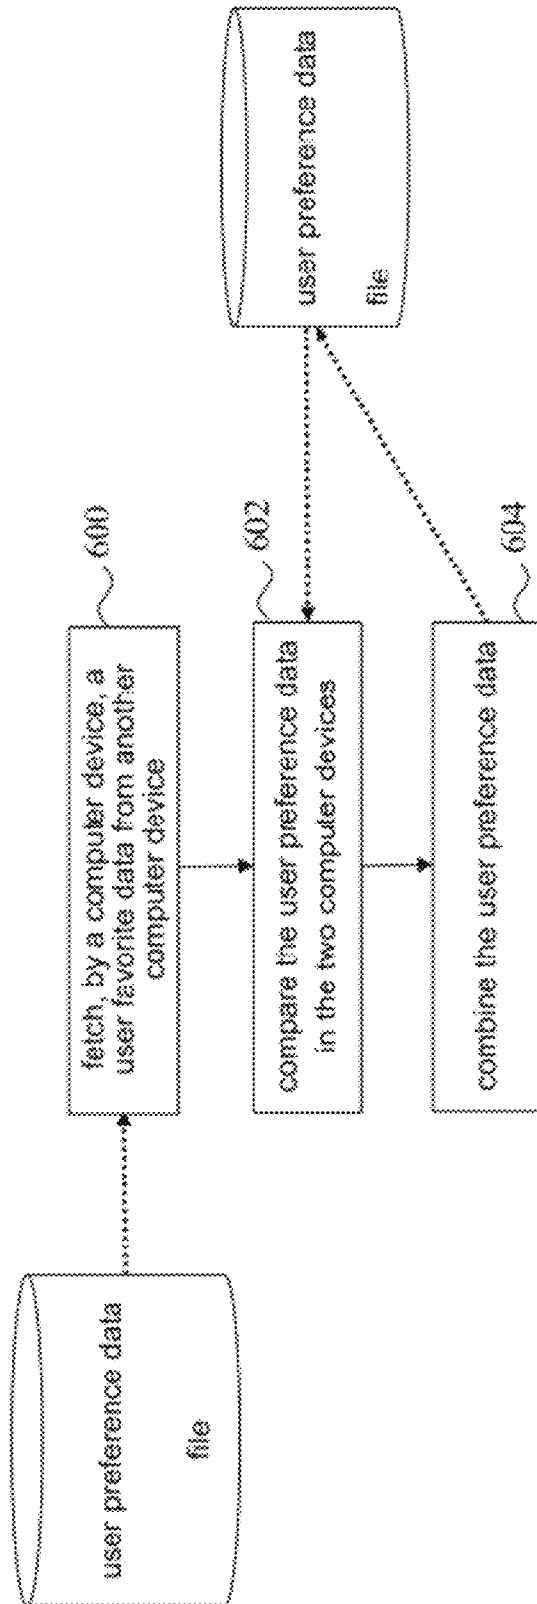 user preference data
file
fetch, by a computer device, a
user favorite data from another
computer device
600
compare the user preference data
in the two computer devices
602
combine the user preference data
604
user preference data
file